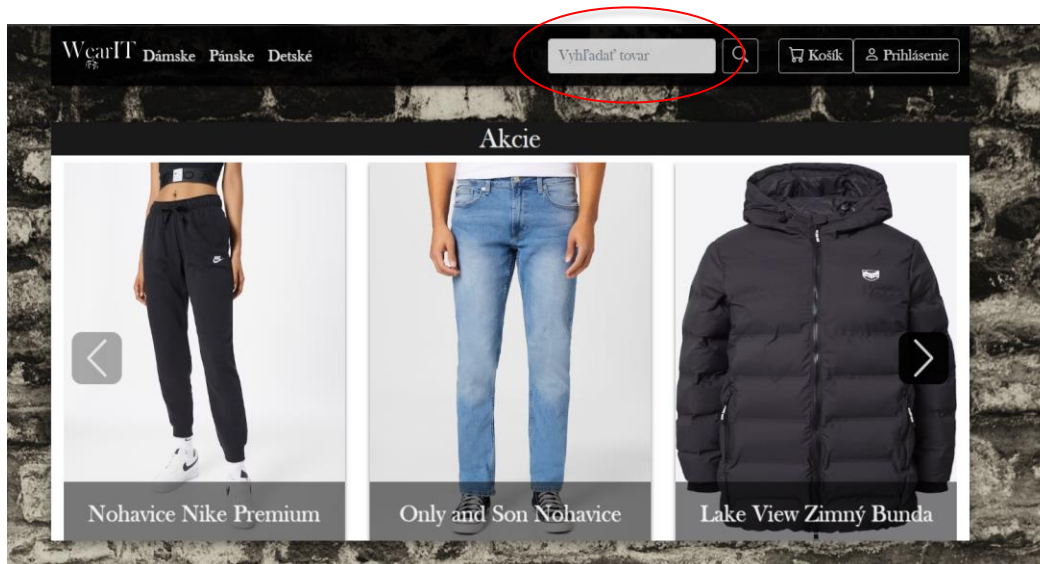 WearIT Dámske Pánske Detské Vyhľadať tovar Košík Prihlásenie
Akcie
Nohavice Nike Premium
Only and Son Nohavice
Lake View Zimný Bunda